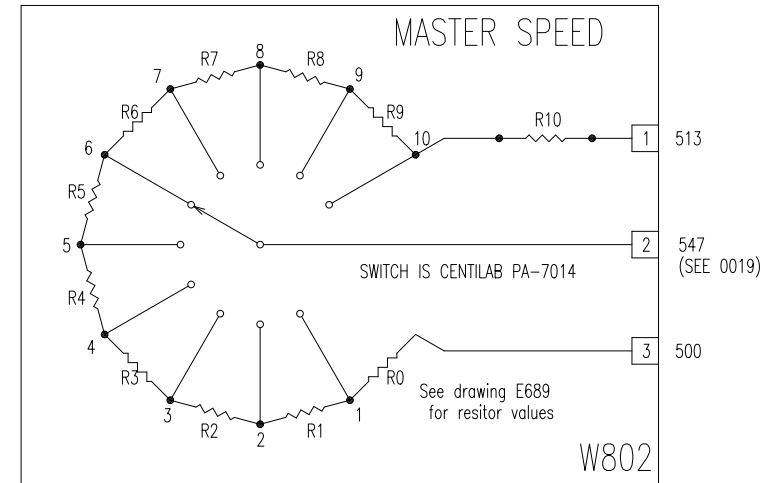 MASTER SPEED
8
R7
R8
7
9
R6
R9
R10
10
1
513
6
R5
5
2
547
(SEE 0019)
SWITCH IS CENTILAB PA-7014
R4
4
3
500
R3
R0
See drawing E689
for resitor values
3
1
R2
R1
2
W802